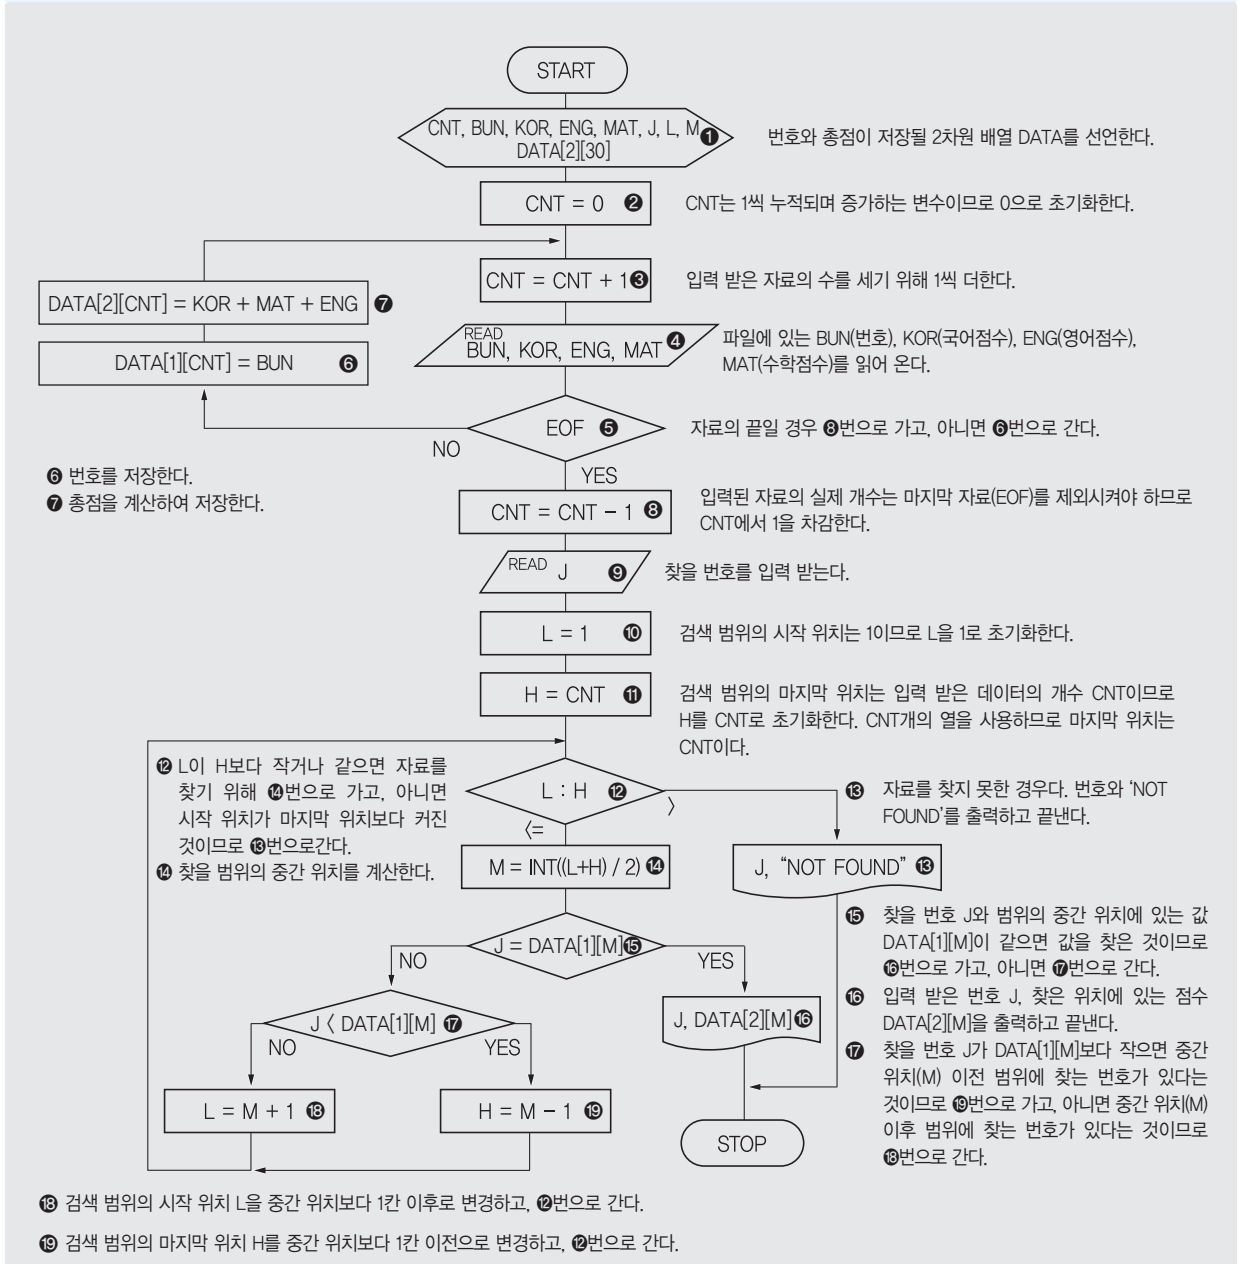 START
CNT, BUN, KOR, ENG, MAT, J, L, M ❶
DATA[2][30]
번호와 총점이 저장될 2차원 배열 DATA를 선언한다.
CNT = 0 ❷
CNT는 1씩 누적되며 증가하는 변수이므로 0으로 초기화한다.
CNT = CNT + 1 ❸
입력 받은 자료의 수를 세기 위해 1씩 더한다.
DATA[2][CNT] = KOR + MAT + ENG ❼
READ
BUN, KOR, ENG, MAT ❹
파일에 있는 BUN(번호), KOR(국어점수), ENG(영어점수),
MAT(수학점수)를 읽어 온다.
DATA[1][CNT] = BUN ❻
EOF ❺
자료의 끝일 경우 ❽번으로 가고, 아니면 ❻번으로 간다.
NO
YES
❻ 번호를 저장한다.
❼ 총점을 계산하여 저장한다.
CNT = CNT − 1 ❽
입력된 자료의 실제 개수는 마지막 자료(EOF)를 제외시켜야 하므로
CNT에서 1을 차감한다.
READ J ❾
찾을 번호를 입력 받는다.
L = 1 ❿
검색 범위의 시작 위치는 1이므로 L을 1로 초기화한다.
H = CNT ⓫
검색 범위의 마지막 위치는 입력 받은 데이터의 개수 CNT이므로
H를 CNT로 초기화한다. CNT개의 열을 사용하므로 마지막 위치는
CNT이다.
⓬ L이 H보다 작거나 같으면 자료를
찾기 위해 ⓮번으로 가고, 아니면
시작 위치가 마지막 위치보다 커진
것이므로 ⓭번으로간다.
⓮ 찾을 범위의 중간 위치를 계산한다.
L : H ⓬
〉
〈=
⓭ 자료를 찾지 못한 경우다. 번호와 ‘NOT
FOUND’를 출력하고 끝낸다.
M = INT((L+H) / 2) ⓮
J, “NOT FOUND” ⓭
J = DATA[1][M] ⓯
NO
YES
⓯ 찾을 번호 J와 범위의 중간 위치에 있는 값
DATA[1][M]이 같으면 값을 찾은 것이므로
⓰번으로 가고, 아니면 ⓱번으로 간다.
⓰ 입력 받은 번호 J, 찾은 위치에 있는 점수
DATA[2][M]을 출력하고 끝낸다.
⓱ 찾을 번호 J가 DATA[1][M]보다 작으면 중간
위치(M) 이전 범위에 찾는 번호가 있다는
것이므로 ⓳번으로 가고, 아니면 중간 위치(M)
이후 범위에 찾는 번호가 있다는 것이므로
⓲번으로 간다.
J 〈 DATA[1][M] ⓱
J, DATA[2][M] ⓰
NO
YES
L = M + 1 ⓲
H = M − 1 ⓳
STOP
⓲ 검색 범위의 시작 위치 L을 중간 위치보다 1칸 이후로 변경하고, ⓬번으로 간다.
⓳ 검색 범위의 마지막 위치 H를 중간 위치보다 1칸 이전으로 변경하고, ⓬번으로 간다.